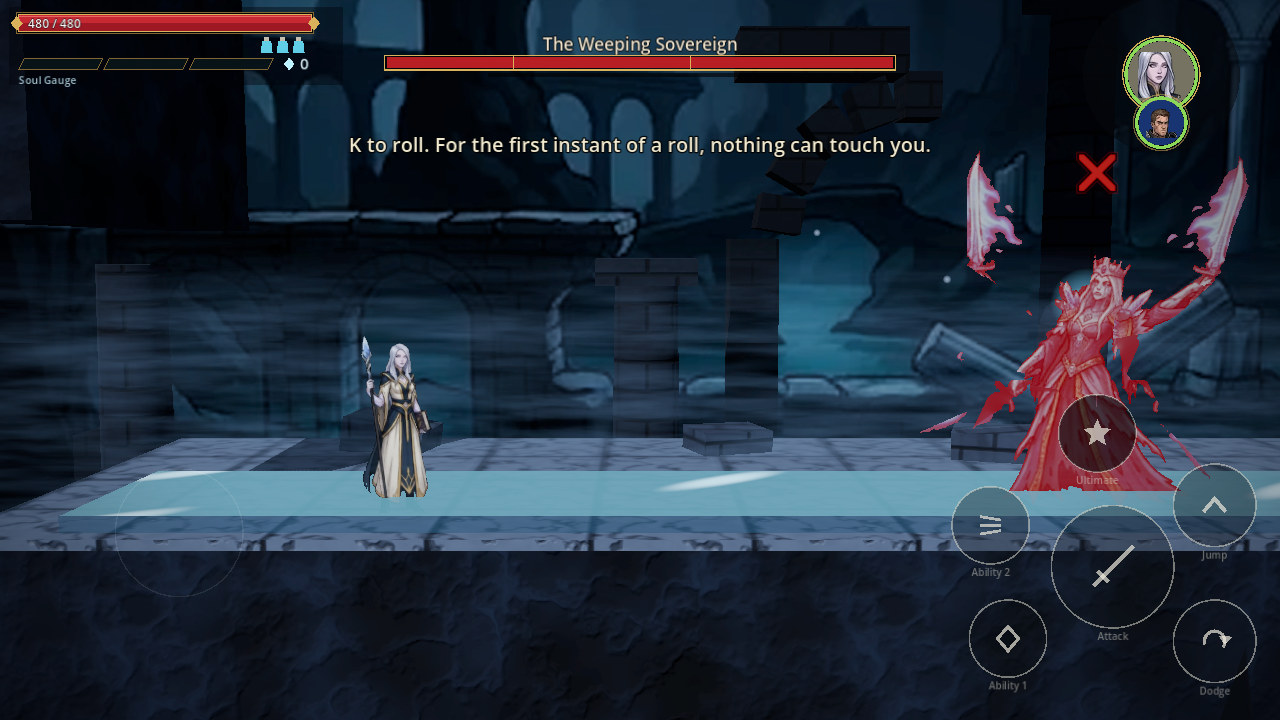 480 / 480
The Weeping Sovereign
0
Soul Gauge
K to roll. For the first instant of a roll, nothing can touch you.
Ultimate
Jump
Ability 2
Attack
Ability 1
Dodge